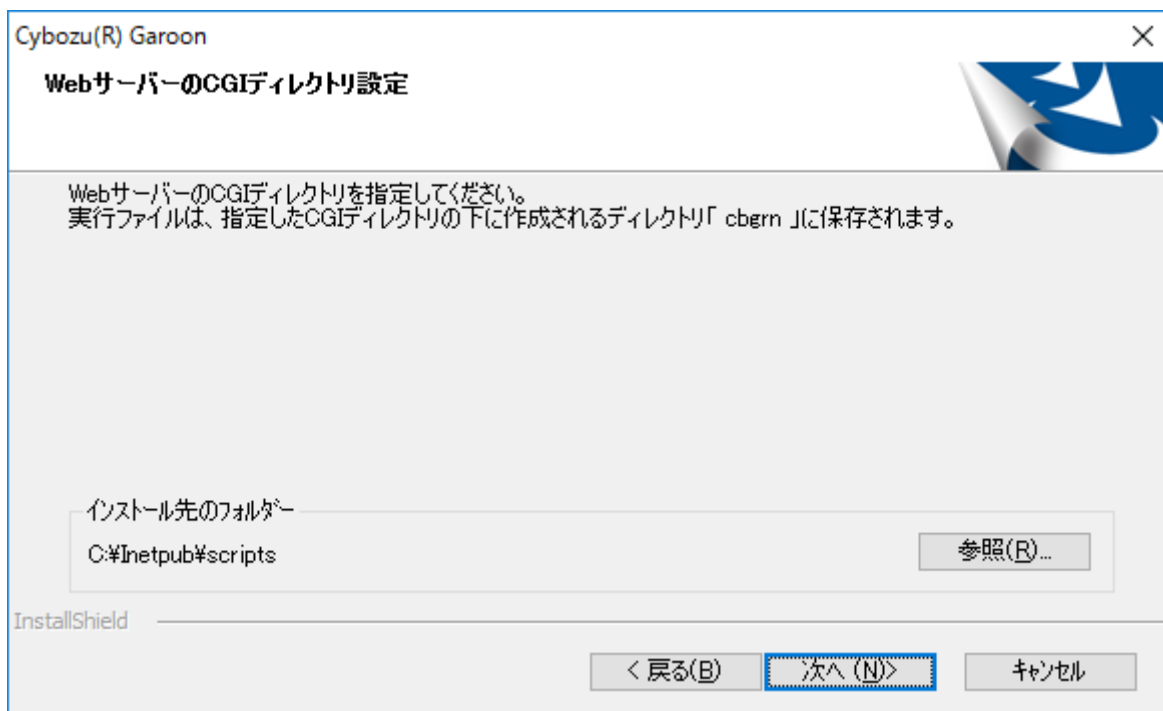 Cybozu(R) Garoon
WebサーバーのCGIディレクトリ設定
WebサーバーのCGIディレクトリを指定してください。
実行ファイルは、指定したCGIディレクトリの下に作成されるディレクトリ「 cbgrn 」に保存されます。
インストール先のフォルダー
C:¥Inetpub¥scripts
参照(R)...
InstallShield
< 戻る(B)
次へ (N)>
キャンセル